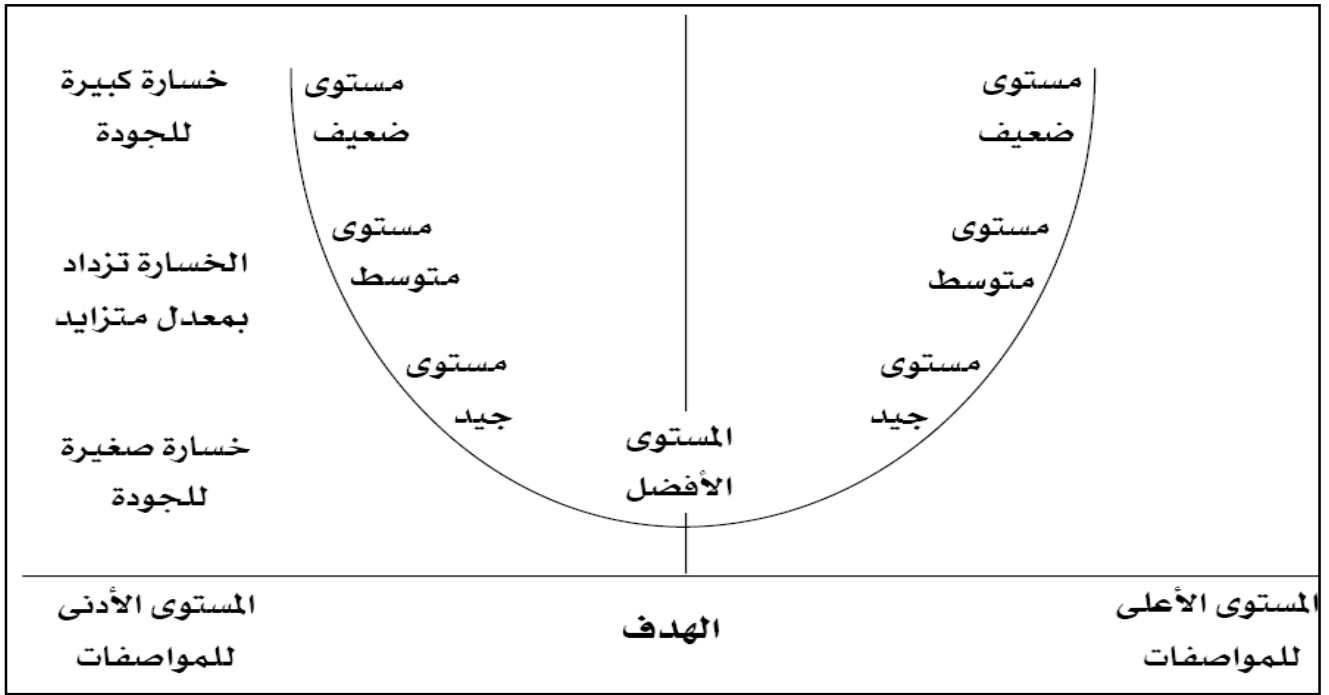 خسارة كبيرة
للجودة
الخسارة تزداد
بمعدل متزايد
خسارة صغيرة
للجودة
مستوى
ضعيف
مستوى
متوسط
مستوى
جيد
المستوى
الأفضل
مستوى
ضعيف
مستوى
متوسط
مستوى
جيد
المستوى الأدنى
للمواصفات
الهدف
المستوى الأعلى
للمواصفات